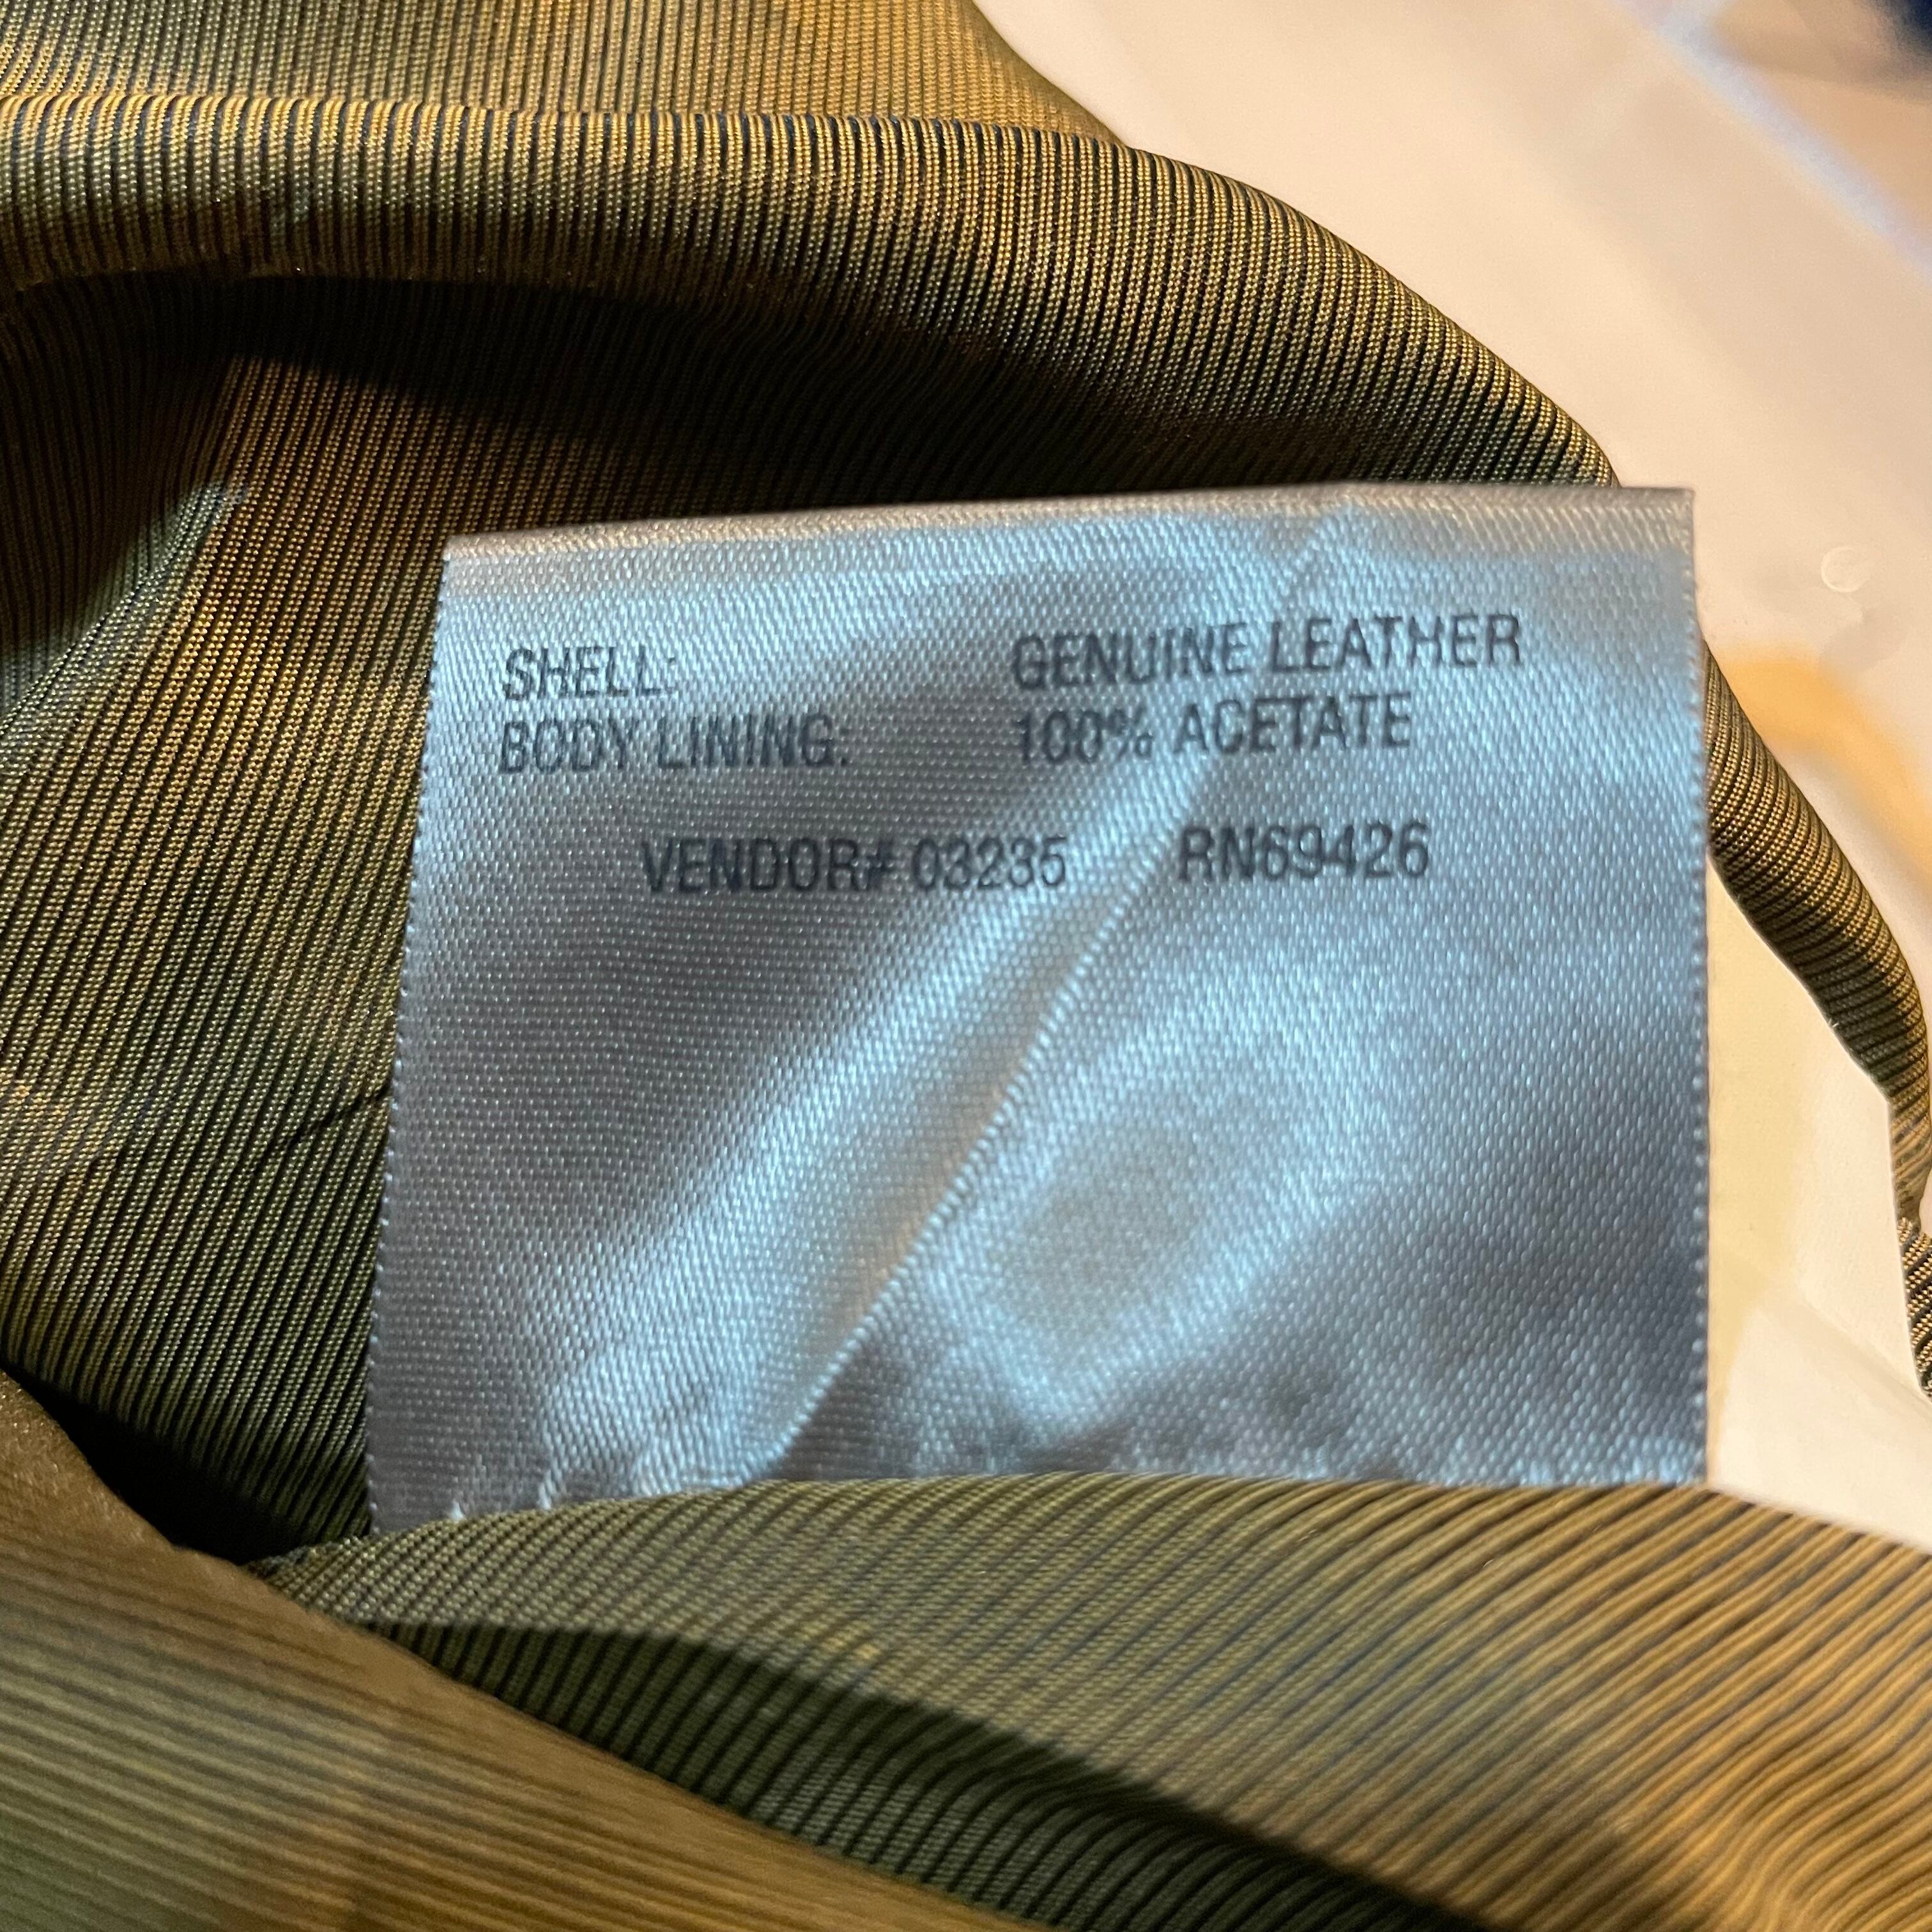 SHELL: GENUINE LEATHER
BODY LINING: 100% ACETATE
VENDOR# 03235 RN69426